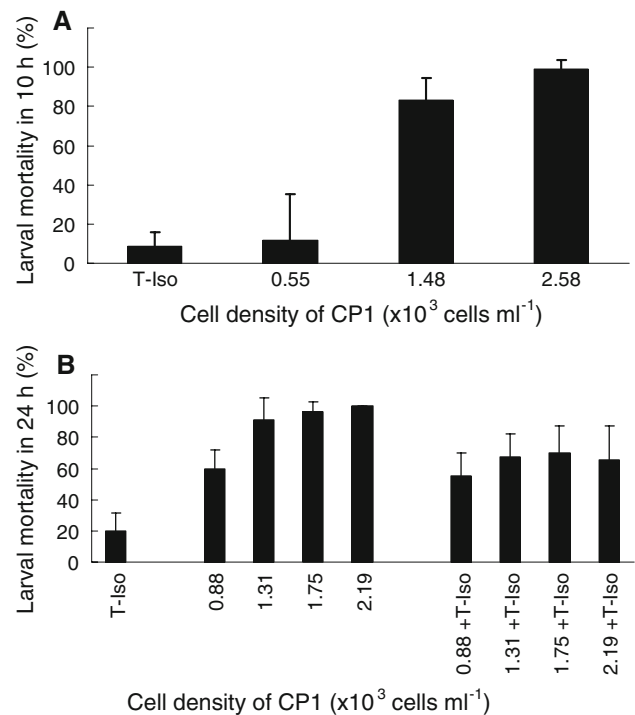 A
Larval mortality in 10 h (%)
100
80
60
40
20
0
T-Iso 0.55 1.48 2.58
Cell density of CP1 (x10³ cells ml⁻¹)
B
Larval mortality in 24 h (%)
100
80
60
40
20
0
T-Iso
0.88
1.31
1.75
2.19
0.88 +T-Iso
1.31 +T-Iso
1.75 +T-Iso
2.19 +T-Iso
Cell density of CP1 (x10³ cells ml⁻¹)